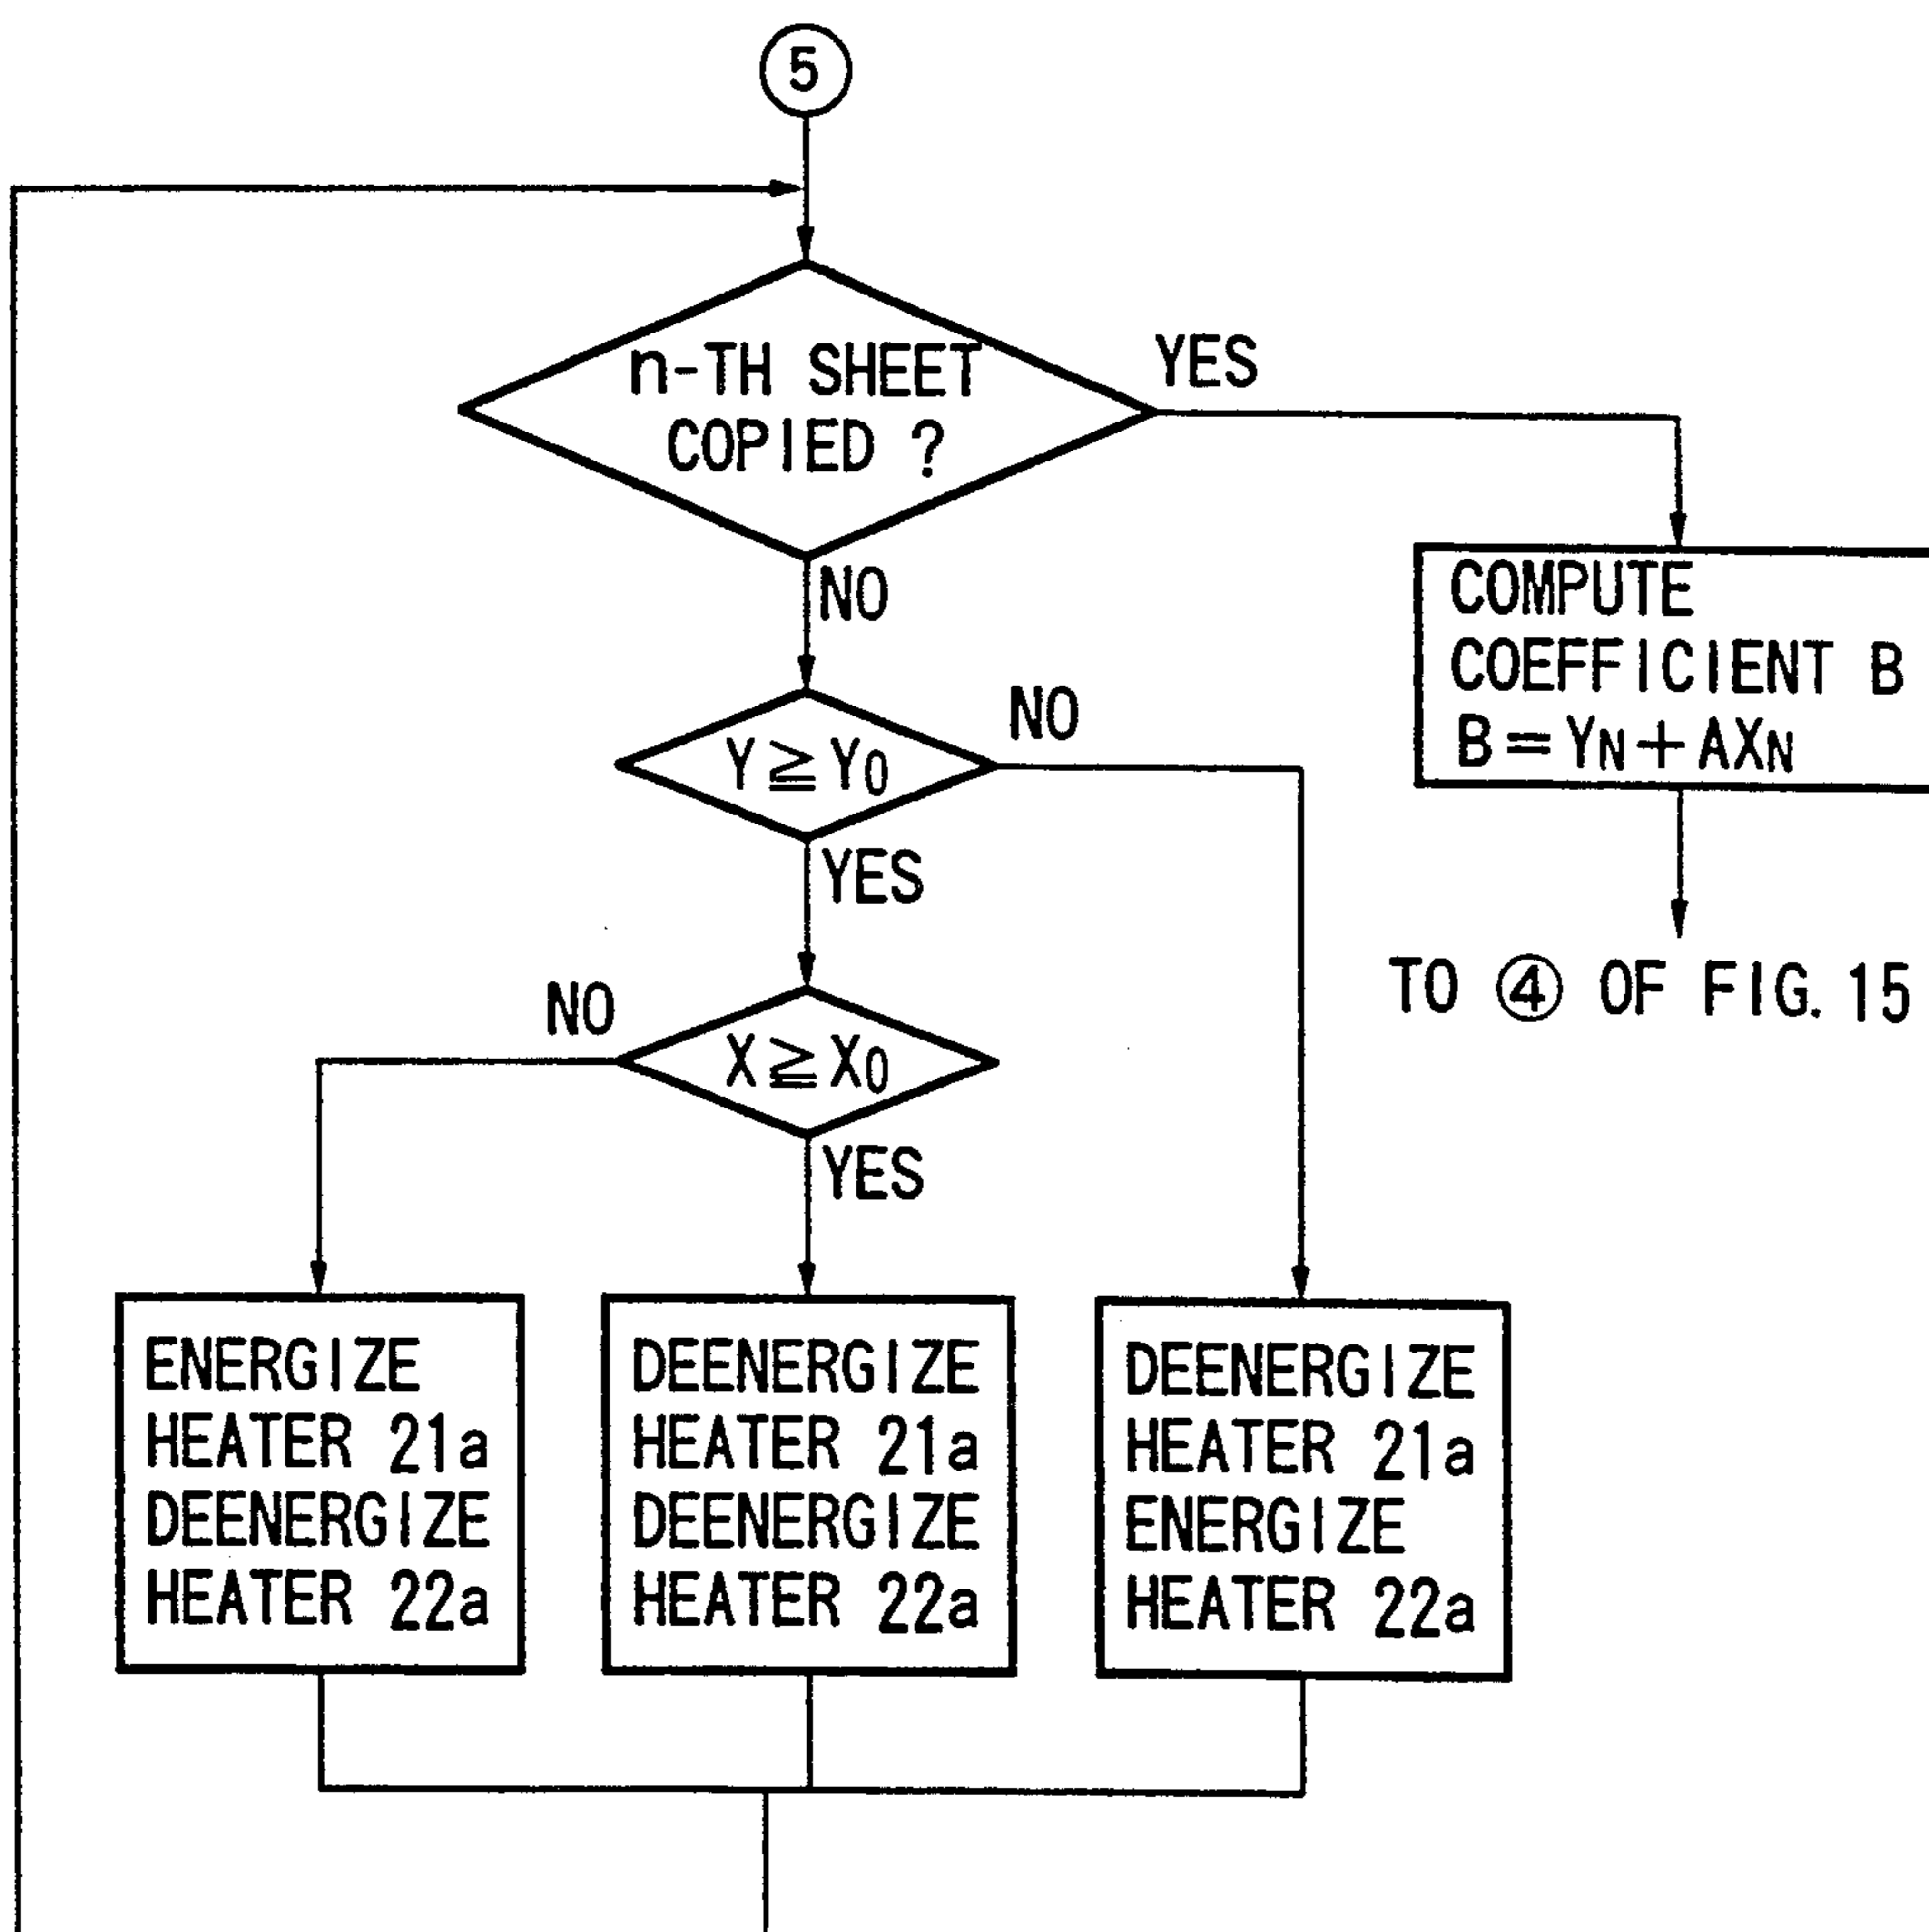 5
n-TH SHEET
COPIED ?
YES
NO
COMPUTE
COEFFICIENT B
B=YN+AXN
TO ④ OF FIG. 15
Y≧Y0
NO
YES
X≧X0
NO
YES
ENERGIZE
HEATER 21a
DEENERGIZE
HEATER 22a
DEENERGIZE
HEATER 21a
DEENERGIZE
HEATER 22a
DEENERGIZE
HEATER 21a
ENERGIZE
HEATER 22a